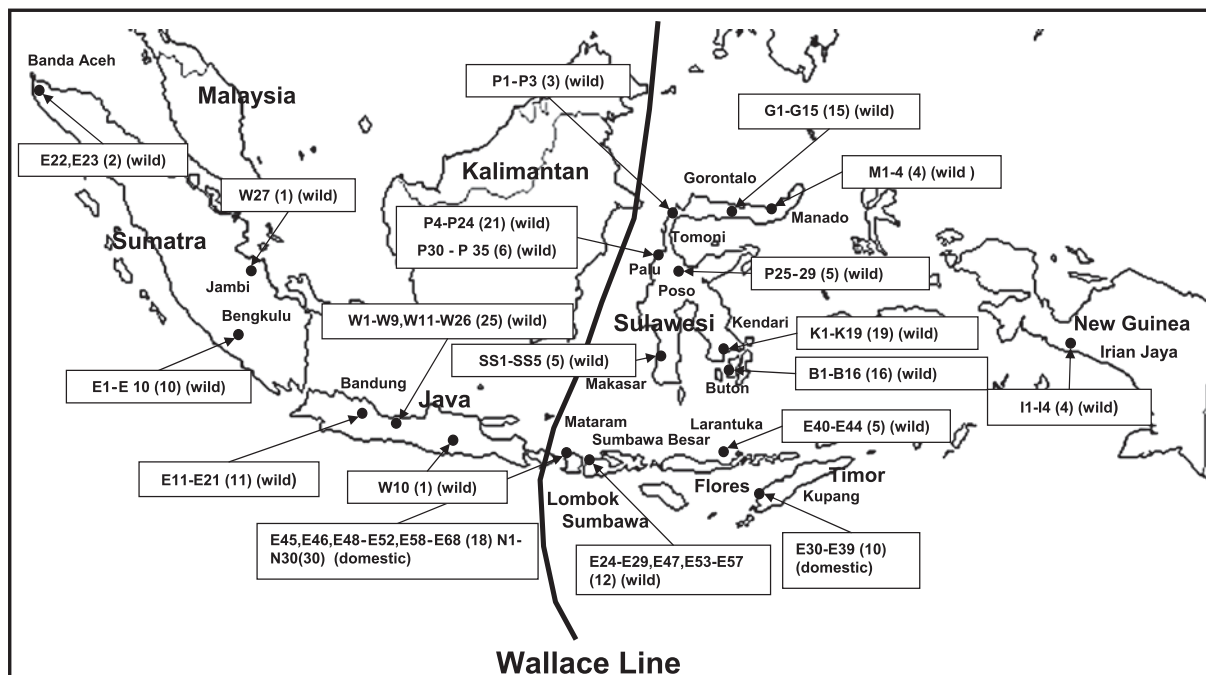 Banda Aceh
Malaysia
P1-P3 (3) (wild)
G1-G15 (15) (wild)
E22,E23 (2) (wild)
Kalimantan
Gorontalo
M1-4 (4) (wild )
W27 (1) (wild)
Manado
P4-P24 (21) (wild)
P30 - P 35 (6) (wild)
Tomoni
Sumatra
Palu
P25-29 (5) (wild)
Jambi
Poso
Bengkulu
W1-W9,W11-W26 (25) (wild)
Sulawesi
Kendari
K1-K19 (19) (wild)
New Guinea
Irian Jaya
SS1-SS5 (5) (wild)
E1-E 10 (10) (wild)
Bandung
Makasar
Buton
B1-B16 (16) (wild)
Java
I1-I4 (4) (wild)
Mataram
Larantuka
E40-E44 (5) (wild)
Sumbawa Besar
E11-E21 (11) (wild)
W10 (1) (wild)
Flores
Timor
Lombok
Kupang
Sumbawa
E45,E46,E48-E52,E58-E68 (18) N1-
N30(30) (domestic)
E24-E29,E47,E53-E57
(12) (wild)
E30-E39 (10)
(domestic)
Wallace Line